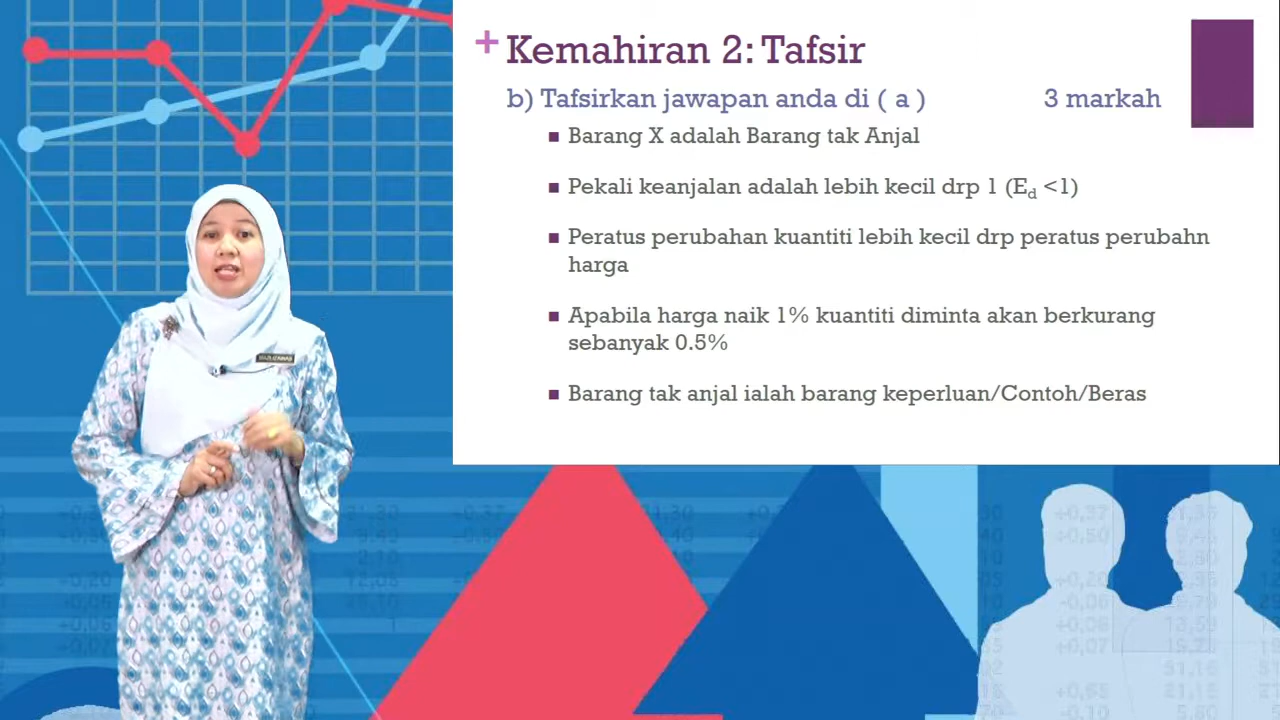 + Kemahiran 2: Tafsir
b) Tafsirkan jawapan anda di ( a ) 3 markah
■ Barang X adalah Barang tak Anjal
■ Pekali keanjalan adalah lebih kecil drp 1 (Ed <1)
■ Peratus perubahan kuantiti lebih kecil drp peratus perubahn
harga
■ Apabila harga naik 1% kuantiti diminta akan berkurang
sebanyak 0.5%
■ Barang tak anjal ialah barang keperluan/Contoh/Beras